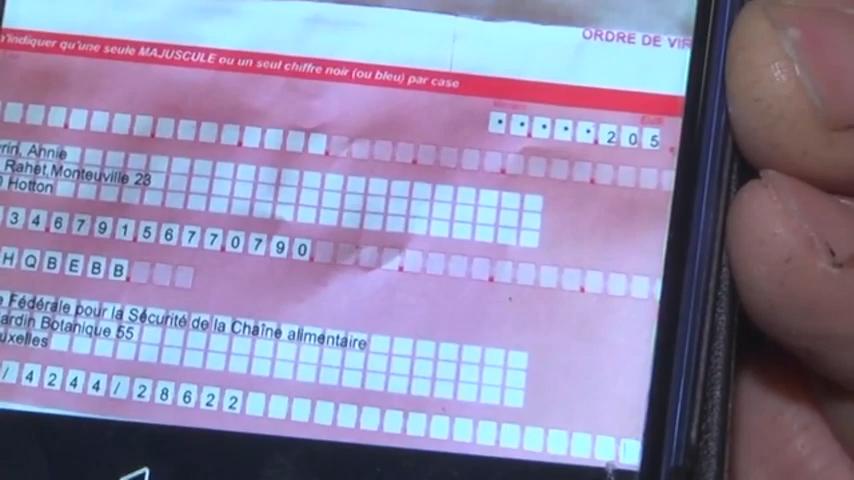 ORDRE DE VIR
n'indiquer qu'une seule MAJUSCULE ou un seul chiffre noir (ou bleu) par case
EUR
205
rin, Annie
Rahet,Monteuville 23
Hotton
34679156770790
HQBEBB
e Fédérale pour la Sécurité de la Chaîne alimentaire
ardin Botanique 55
uxelles
/4244/28622